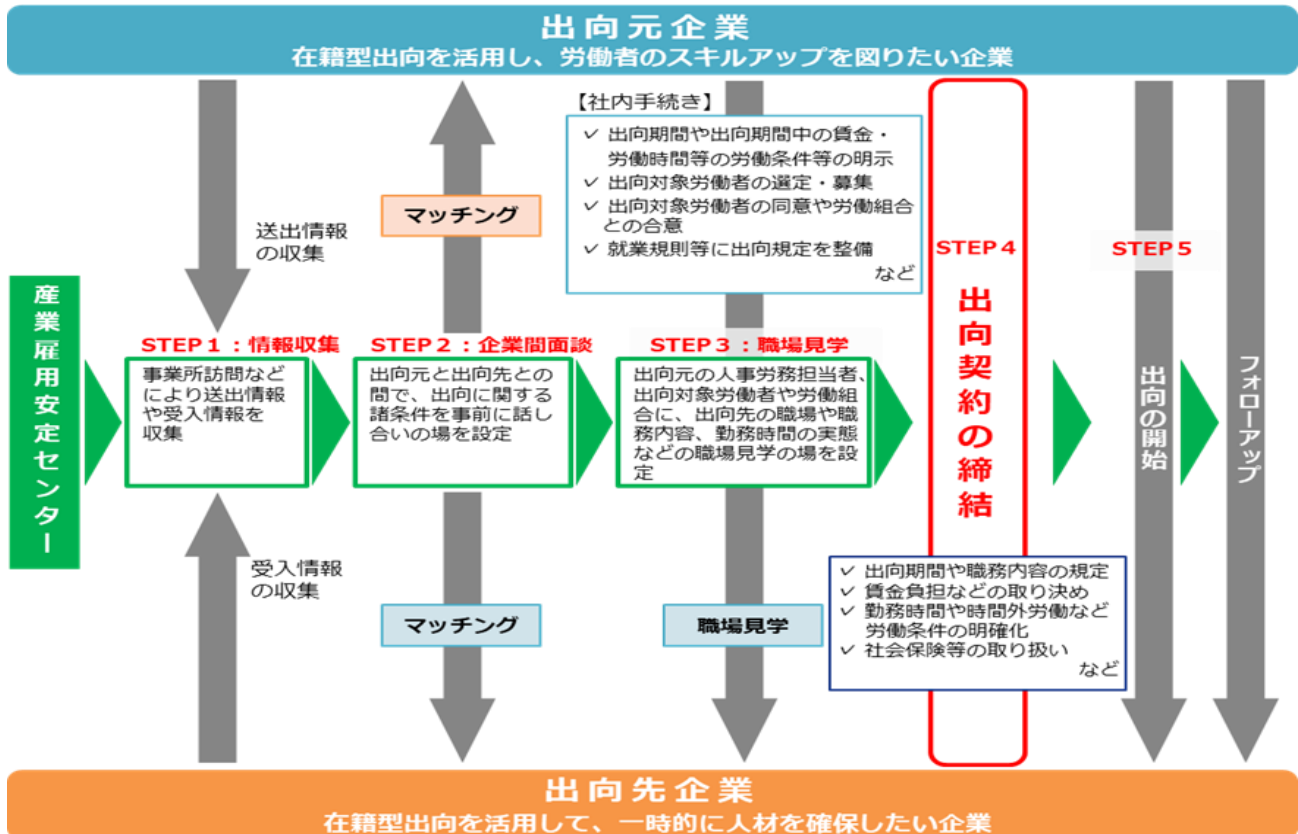 出向元企業
在籍型出向を活用し、労働者のスキルアップを図りたい企業
【社内手続き】
✓ 出向期間や出向期間中の賃金・
労働時間等の労働条件等の明示
✓ 出向対象労働者の選定・募集
✓ 出向対象労働者の同意や労働組合
との合意
✓ 就業規則等に出向規定を整備
など
マッチング
送出情報
の収集
産業雇用安定センター
STEP1：情報収集
事業所訪問など
により送出情報
や受入情報を
収集
STEP2：企業間面談
出向元と出向先との
間で、出向に関する
諸条件を事前に話し
合いの場を設定
STEP3：職場見学
出向元の人事労務担当者、
出向対象労働者や労働組
合に、出向先の職場や職
務内容、勤務時間の実態
などの職場見学の場を設
定
STEP4
出向契約の締結
STEP5
出向の開始
フォローアップ
受入情報
の収集
マッチング
職場見学
✓ 出向期間や職務内容の規定
✓ 賃金負担などの取り決め
✓ 勤務時間や時間外労働など
労働条件の明確化
✓ 社会保険等の取り扱い
など
出向先企業
在籍型出向を活用して、一時的に人材を確保したい企業